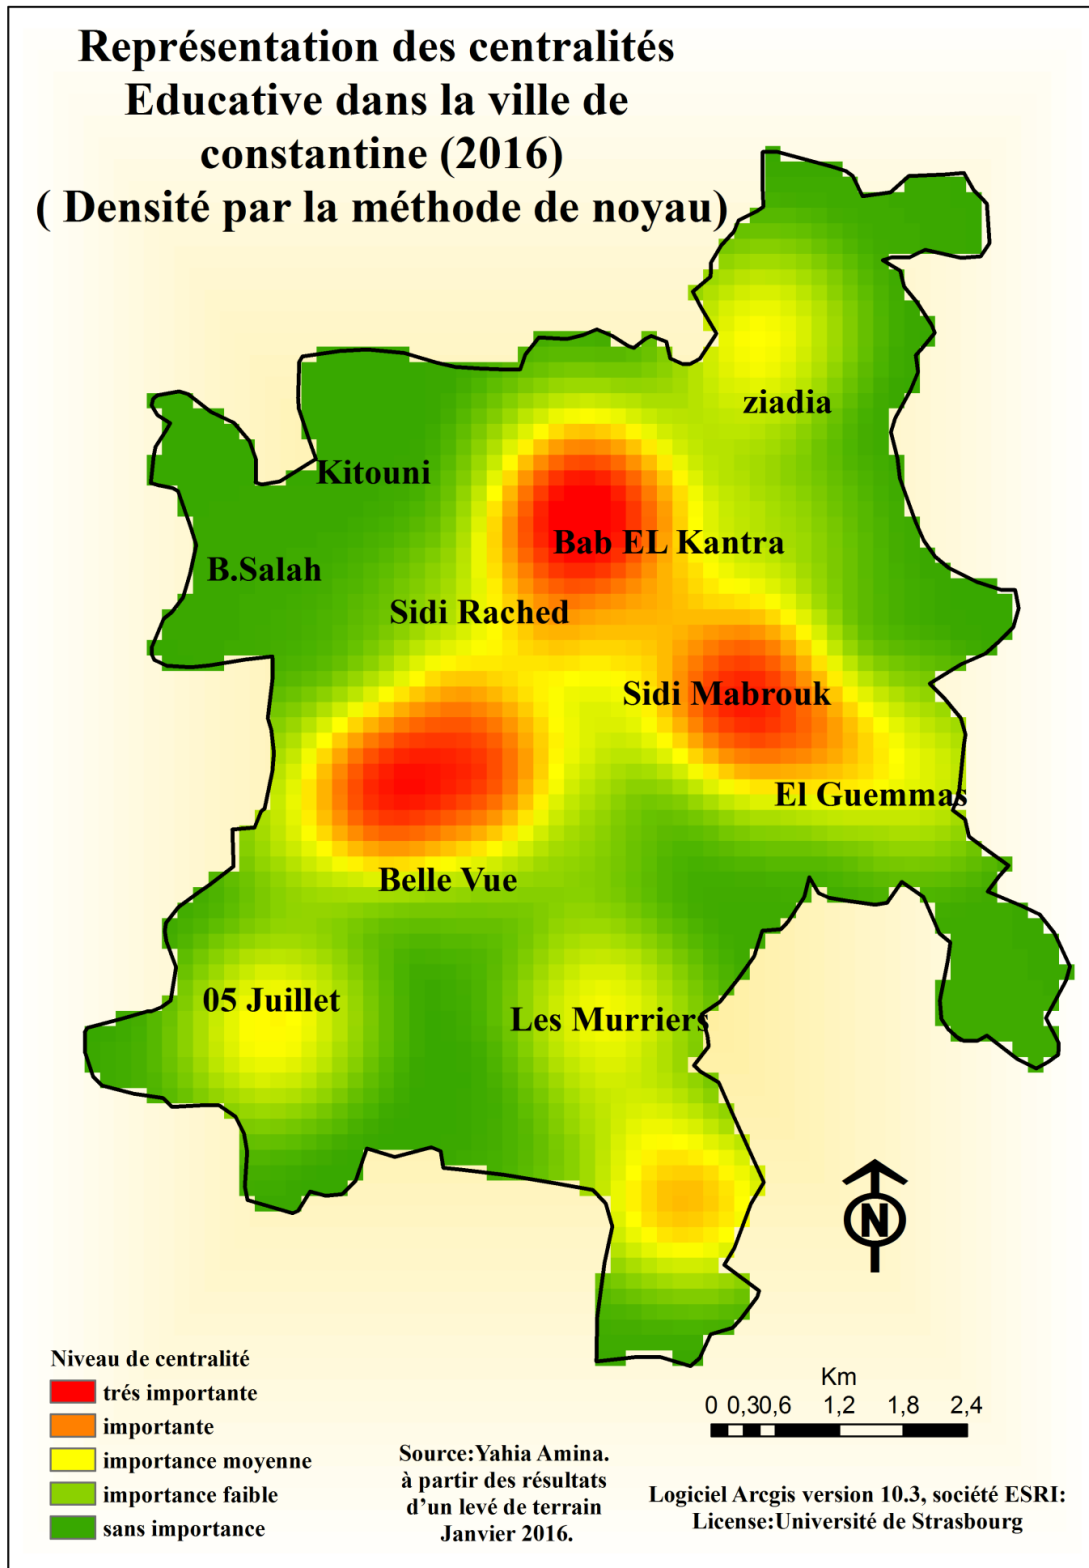 Représentation des centralités
Educative dans la ville de
constantine (2016)
( Densité par la méthode de noyau)
ziadia
Kitouni
Bab EL Kantra
B.Salah
Sidi Rached
Sidi Mabrouk
El Guemmas
Belle Vue
05 Juillet
Les Murriers
N
Niveau de centralité
trés importante
importante
importance moyenne
importance faible
sans importance
Source:Yahia Amina.
à partir des résultats
d'un levé de terrain
Janvier 2016.
Km
0 0,30,6 1,2 1,8 2,4
Logiciel Arcgis version 10.3, société ESRI:
License:Université de Strasbourg